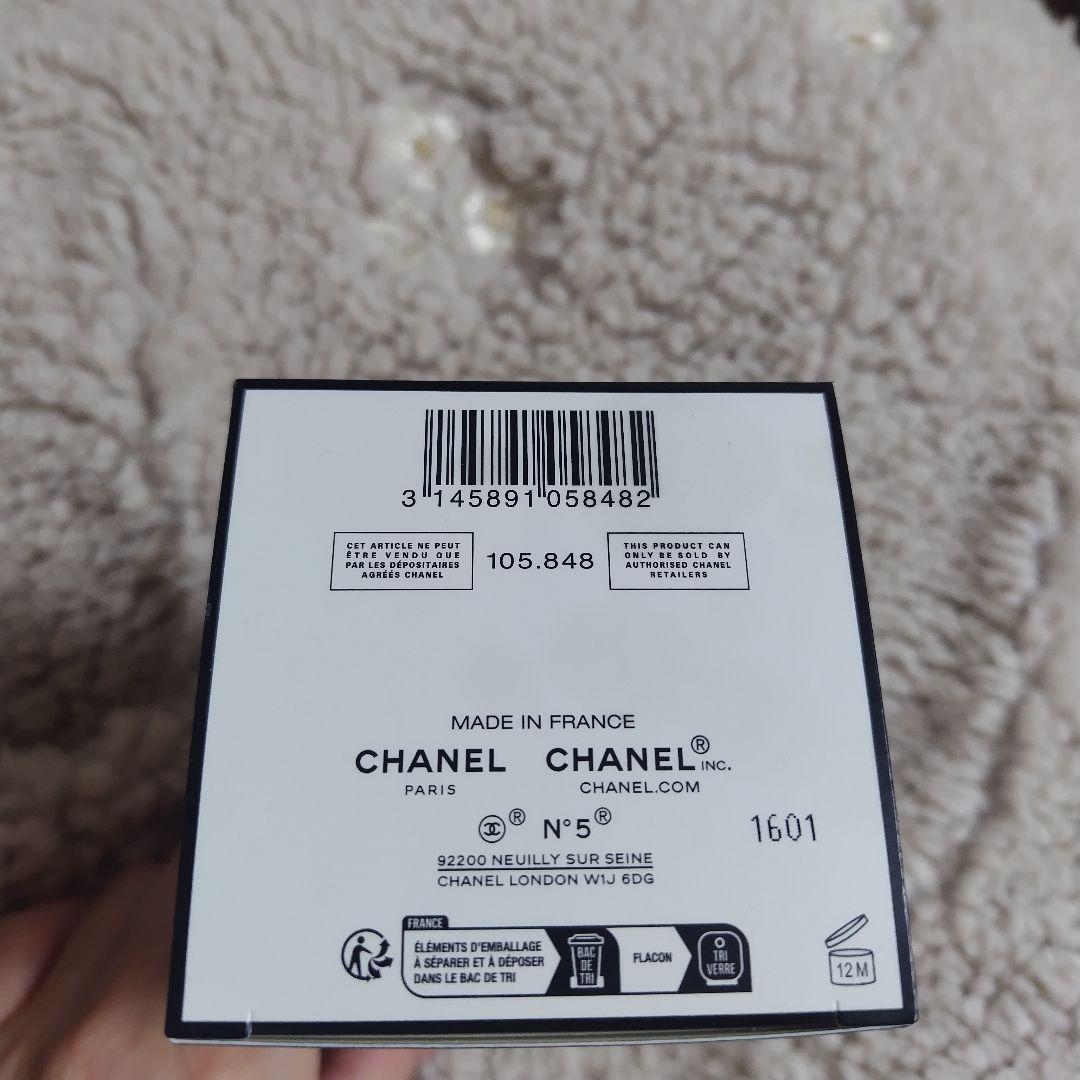 3 145891 058482
CET ARTICLE NE PEUT
ÊTRE VENDU QUE
PAR LES DÉPOSITAIRES
AGRÉÉS CHANEL
105.848
THIS PRODUCT CAN
ONLY BE SOLD BY
AUTHORISED CHANEL
RETAILERS
MADE IN FRANCE
CHANEL
PARIS
CHANEL® INC.
CHANEL.COM
® N°5®
1601
92200 NEUILLY SUR SEINE
CHANEL LONDON W1J 6DG
FRANCE
ÉLÉMENTS D'EMBALLAGE
À SÉPARER ET À DÉPOSER
DANS LE BAC DE TRI
BAC
DE
TRI
FLACON
TRI
VERRE
12 M